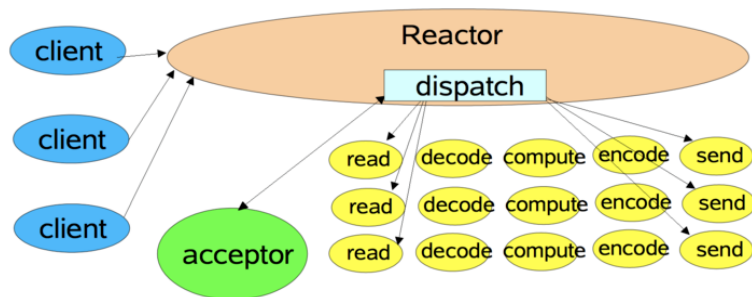 client
Reactor
dispatch
client
read decode compute encode send
client
read decode compute encode send
acceptor
read decode compute encode send